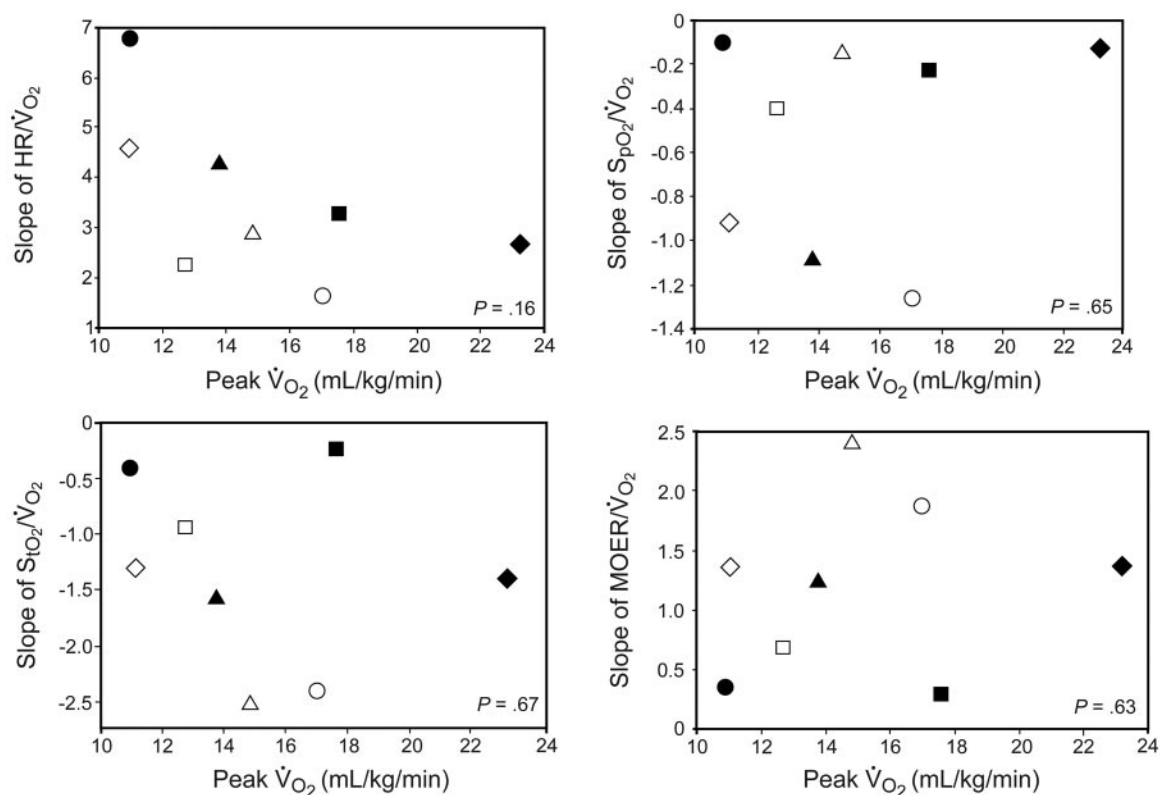 Slope of HR/V̇O2
7
6
5
4
3
2
1
10 12 14 16 18 20 22 24
P = .16
Peak V̇O2 (mL/kg/min)
Slope of SpO2/V̇O2
0
-0.2
-0.4
-0.6
-0.8
-1.0
-1.2
-1.4
10 12 14 16 18 20 22 24
P = .65
Peak V̇O2 (mL/kg/min)
Slope of StO2/V̇O2
0
-0.5
-1.0
-1.5
-2.0
-2.5
10 12 14 16 18 20 22 24
P = .67
Peak V̇O2 (mL/kg/min)
Slope of MOER/V̇O2
2.5
2.0
1.5
1.0
0.5
0
10 12 14 16 18 20 22 24
P = .63
Peak V̇O2 (mL/kg/min)